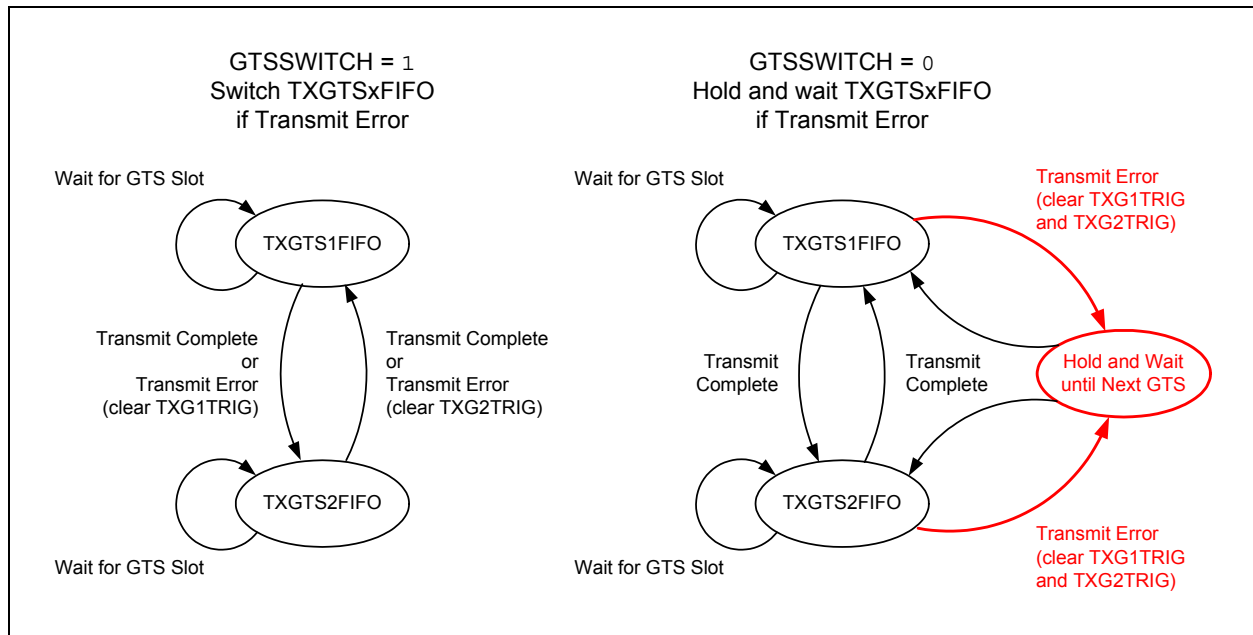 GTSSWITCH = 1
Switch TXGTSxFIFO
if Transmit Error
Wait for GTS Slot
TXGTS1FIFO
Transmit Complete
or
Transmit Error
(clear TXG1TRIG)
Transmit Complete
or
Transmit Error
(clear TXG2TRIG)
TXGTS2FIFO
Wait for GTS Slot
GTSSWITCH = 0
Hold and wait TXGTSxFIFO
if Transmit Error
Wait for GTS Slot
TXGTS1FIFO
Transmit Error
(clear TXG1TRIG
and TXG2TRIG)
Transmit
Complete
Transmit
Complete
Hold and Wait
until Next GTS
TXGTS2FIFO
Wait for GTS Slot
Transmit Error
(clear TXG1TRIG
and TXG2TRIG)